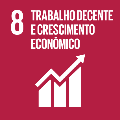 8 TRABALHO DECENTE
E CRESCIMENTO
ECONÔMICO